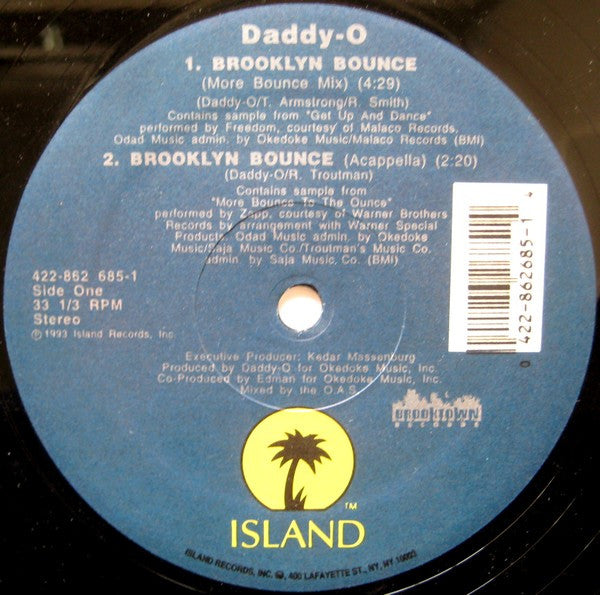 Daddy-O
1. BROOKLYN BOUNCE
(More Bounce Mix) (4:29)
(Daddy-O/T. Armstrong/R. Smith)
Contains sample from "Get Up And Dance"
performed by Freedom, courtesy of Malaco Records.
Odad Music admin. by Okedoke Music/Malaco Records (BMI)
2. BROOKLYN BOUNCE (Acappella) (2:20)
(Daddy-O/R. Troutman)
Contains sample from
"More Bounce To The Ounce"
performed by Zapp, courtesy of Warner Brothers
Records by arrangement with Warner Special
Products. Odad Music admin. by Okedoke
Music/Saja Music Co./Troutman's Music Co.
admin. by Saja Music Co. (BMI)
422-862 685-1
Side One
33 1/3 RPM
Stereo
℗1993 Island Records, Inc.
422-862685-1
Executive Producer: Kedar Massenburg
Produced by Daddy-O for Okedoke Music, Inc.
Co-Produced by Edman for Okedoke Music, Inc.
Mixed by the O.A.S.
BROOKTOWN
RECORDS
TM
ISLAND
ISLAND RECORDS, INC. 400 LAFAYETTE ST., NY, NY 10003